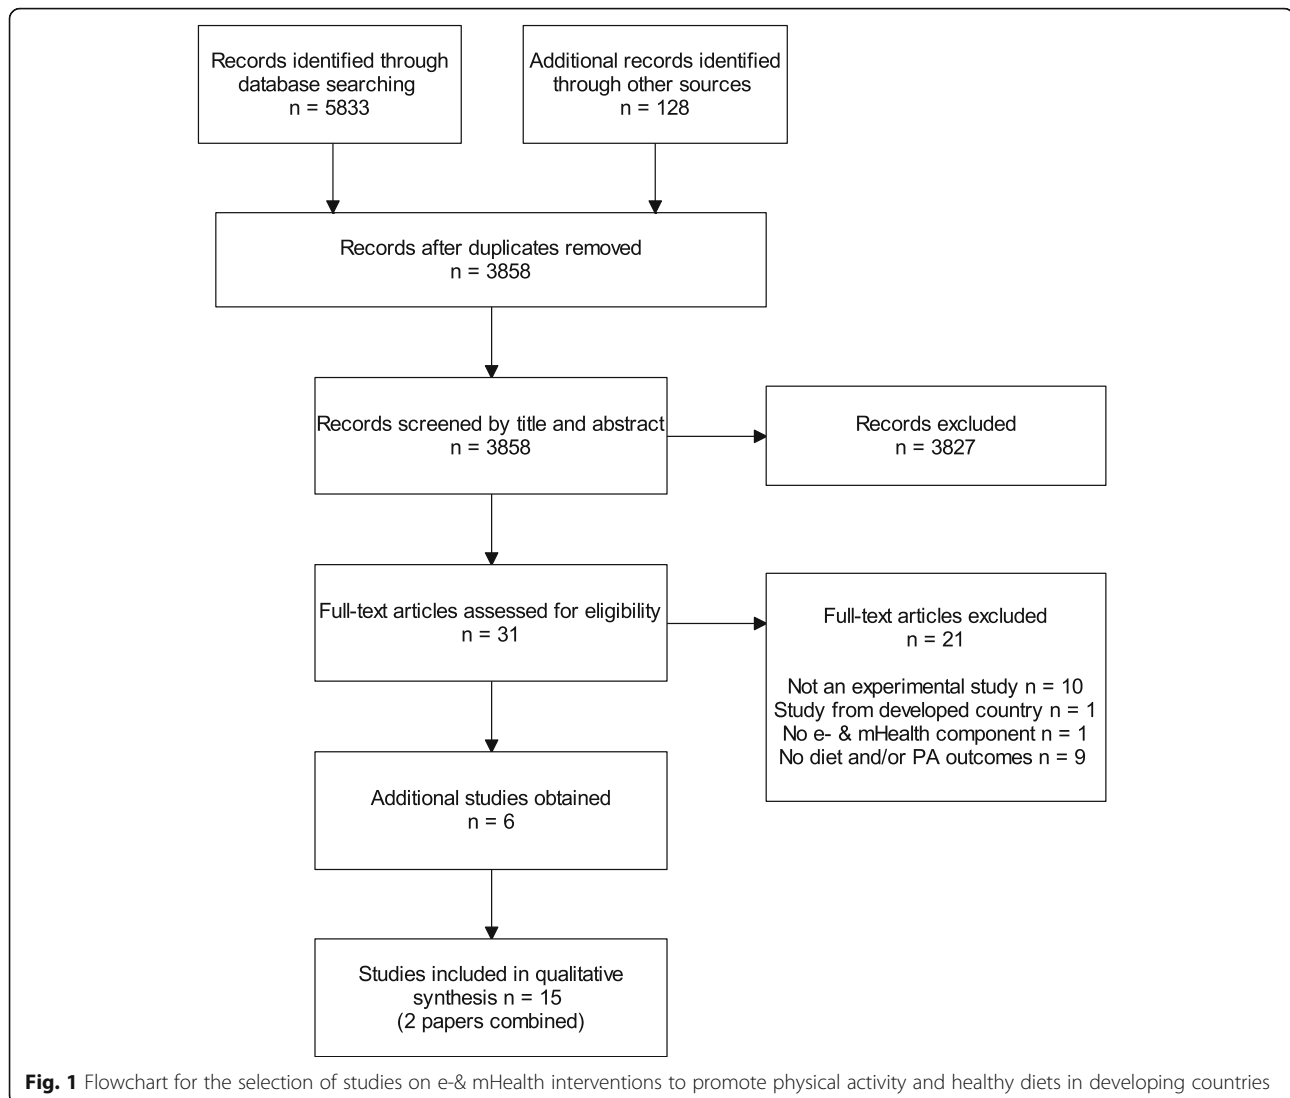 Records identified through
database searching
n = 5833
Additional records identified
through other sources
n = 128
Records after duplicates removed
n = 3858
Records screened by title and abstract
n = 3858
Records excluded
n = 3827
Full-text articles assessed for eligibility
n = 31
Full-text articles excluded
n = 21
Not an experimental study n = 10
Study from developed country n = 1
No e- & mHealth component n = 1
No diet and/or PA outcomes n = 9
Additional studies obtained
n = 6
Studies included in qualitative
synthesis n = 15
(2 papers combined)
Fig. 1 Flowchart for the selection of studies on e-& mHealth interventions to promote physical activity and healthy diets in developing countries